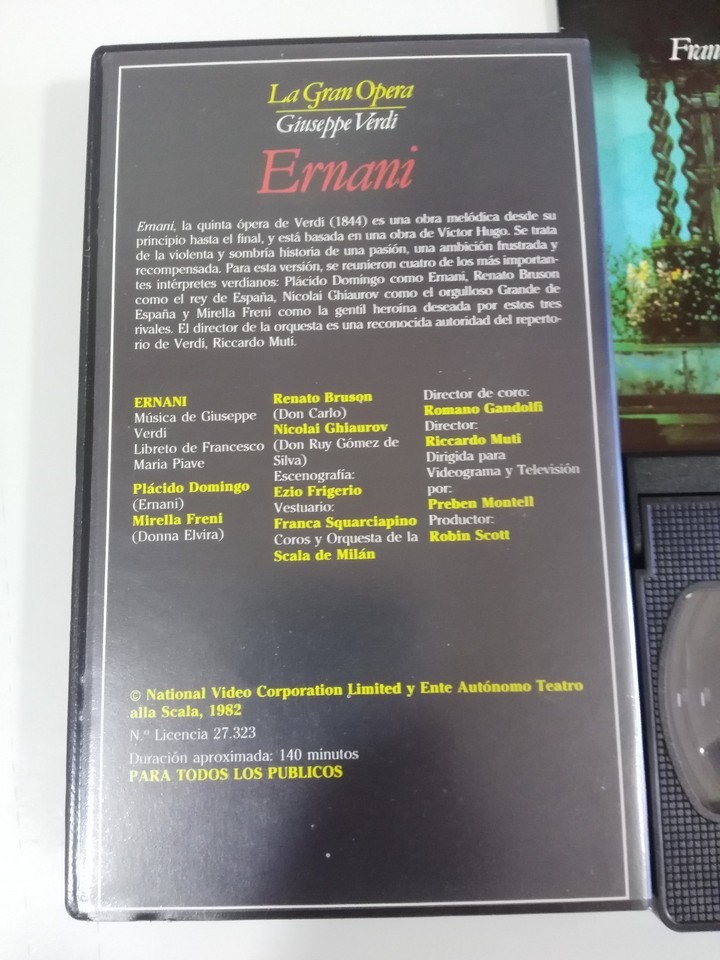 La Gran Opera
Giuseppe Verdi
Ernani
Ernani, la quinta ópera de Verdi (1844) es una obra melódica desde su
principio hasta el final, y está basada en una obra de Víctor Hugo. Se trata
de la violenta y sombría historia de una pasión, una ambición frustrada y
recompensada. Para esta versión, se reunieron cuatro de los más importan-
tes intérpretes verdianos: Plácido Domingo como Ernani, Renato Bruson
como el rey de España, Nicolai Ghiaurov como el orgulloso Grande de
España y Mirella Freni como la gentil heroína deseada por estos tres
rivales. El director de la orquesta es una reconocida autoridad del reperto-
rio de Verdi, Riccardo Muti.
ERNANI
Música de Giuseppe
Verdi
Libreto de Francesco
Maria Piave
Plácido Domingo
(Ernani)
Mirella Freni
(Donna Elvira)
Renato Bruson
(Don Carlo)
Nicolai Ghiaurov
(Don Ruy Gómez de
Silva)
Escenografía:
Ezio Frigerio
Vestuario:
Franca Squarciapino
Coros y Orquesta de la
Scala de Milán
Director de coro:
Romano Gandolfi
Director:
Riccardo Muti
Dirigida para
Videograma y Televisión
por:
Preben Montell
Productor:
Robin Scott
© National Video Corporation Limited y Ente Autónomo Teatro
alla Scala, 1982
N.º Licencia 27.323
Duración aproximada: 140 minutos
PARA TODOS LOS PUBLICOS